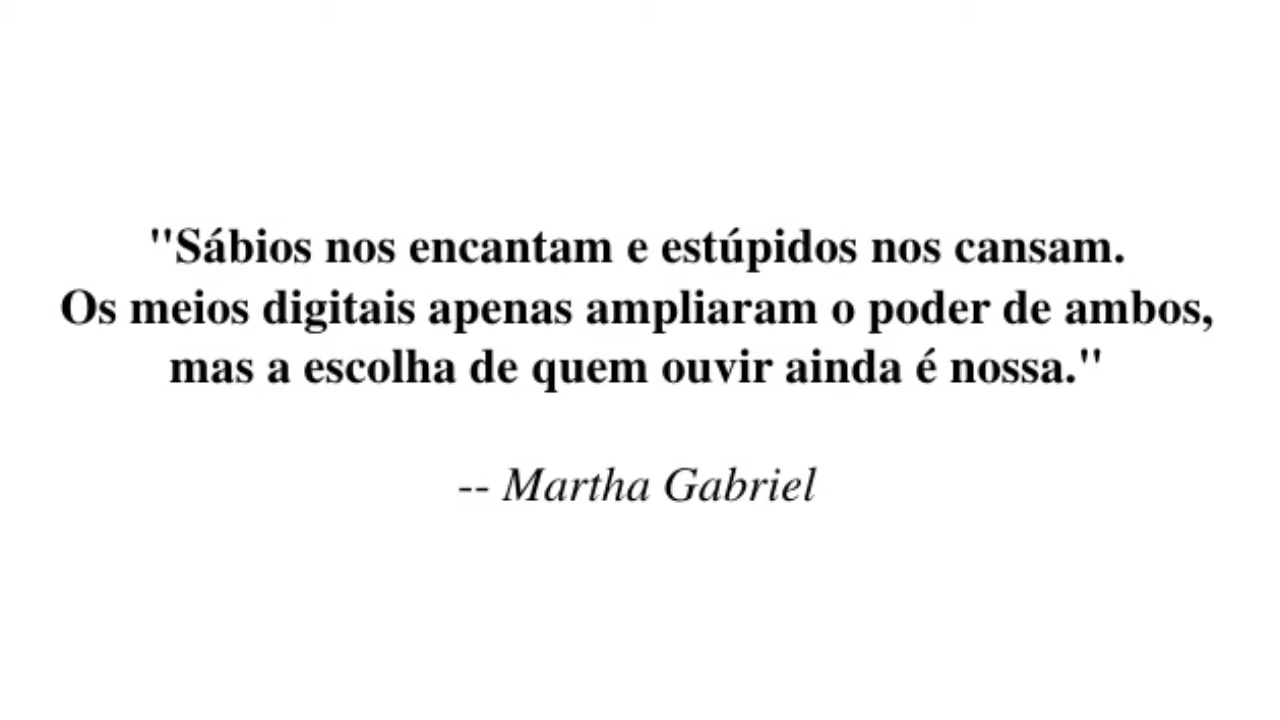 "Sábios nos encantam e estúpidos nos cansam.
Os meios digitais apenas ampliaram o poder de ambos,
mas a escolha de quem ouvir ainda é nossa."
-- Martha Gabriel